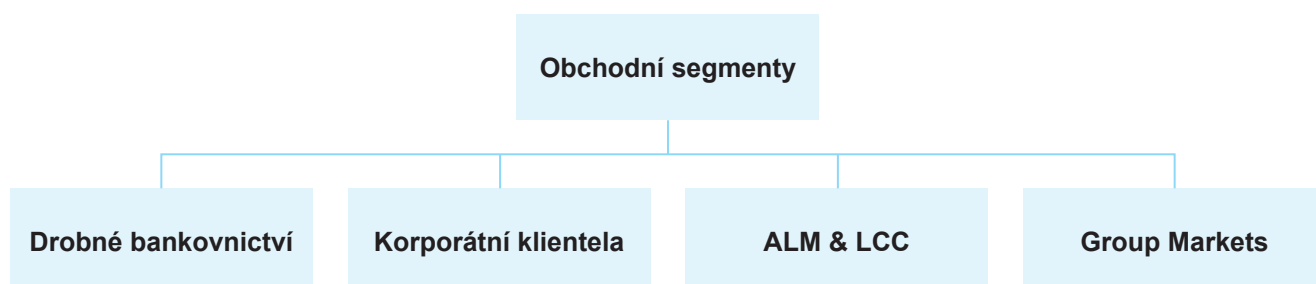 Obchodní segmenty
Drobné bankovnictví
Korporátní klientela
ALM & LCC
Group Markets